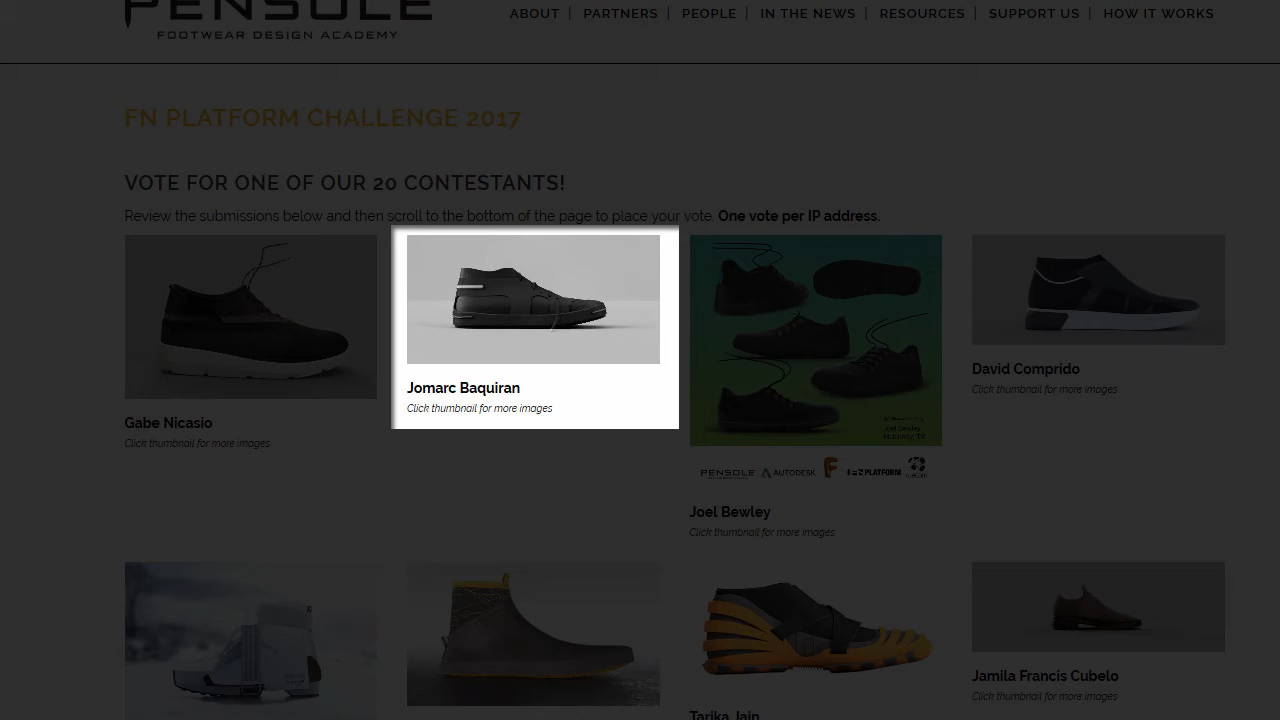 PENSOLE
FOOTWEAR DESIGN ACADEMY
ABOUT | PARTNERS | PEOPLE | IN THE NEWS | RESOURCES | SUPPORT US | HOW IT WORKS
FN PLATFORM CHALLENGE 2017
VOTE FOR ONE OF OUR 20 CONTESTANTS!
Review the submissions below and then scroll to the bottom of the page to place your vote. One vote per IP address.
Gabe Nicasio
Click thumbnail for more images
Jomarc Baquiran
Click thumbnail for more images
Joel Bewley
McKinney, TX
PENSOLE AUTODESK PLATFORM
Joel Bewley
Click thumbnail for more images
David Comprido
Click thumbnail for more images
Tarika Jain
Jamila Francis Cubelo
Click thumbnail for more images